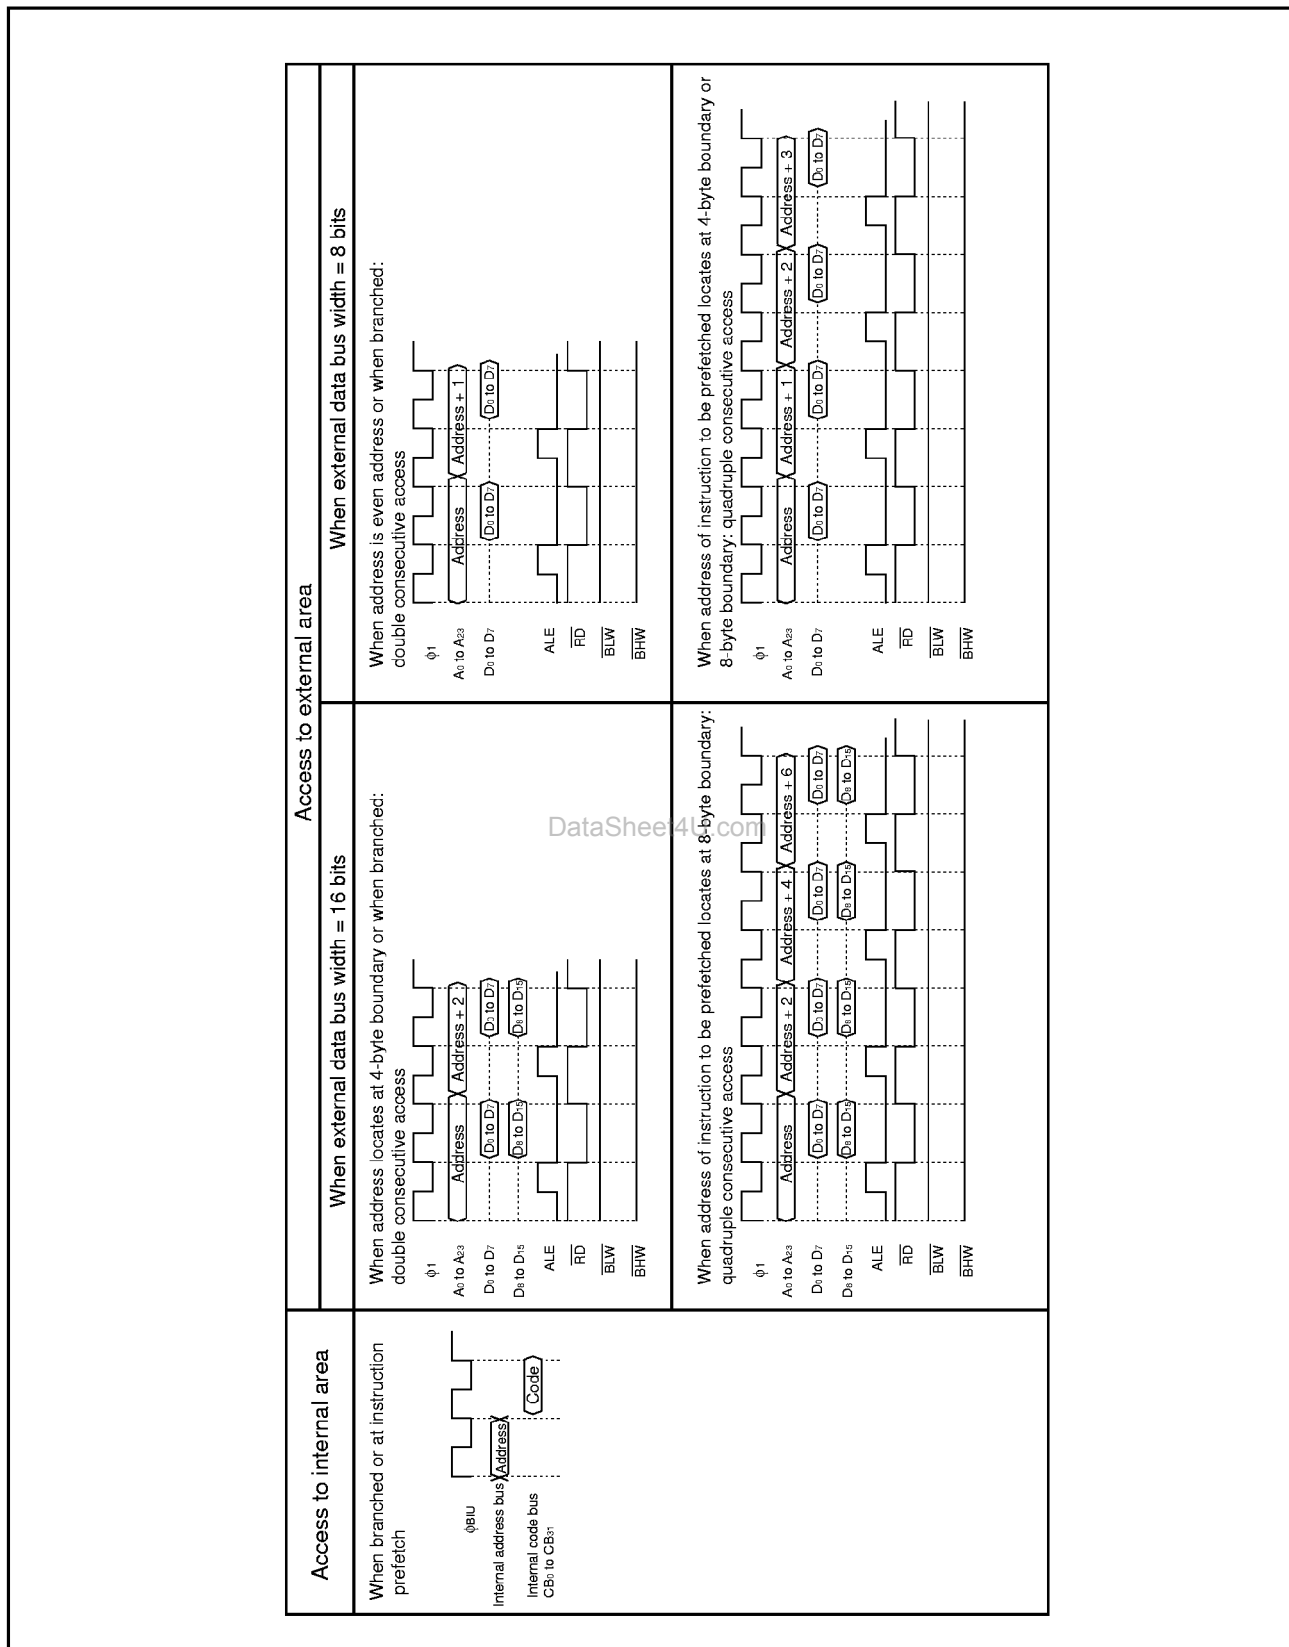 Access to internal area
When branched or at instruction
prefetch
φBIU
Internal address bus
Address
Internal code bus
CB0 to CB31
Code
Access to external area
When external data bus width = 16 bits
When address locates at 4-byte boundary or when branched:
double consecutive access
φ1
A0 to A23
Address
Address + 2
D0 to D7
D0 to D7
D0 to D7
D8 to D15
D8 to D15
D8 to D15
ALE
RD
BLW
BHW
When address of instruction to be prefetched locates at 8-byte boundary:
quadruple consecutive access
φ1
A0 to A23
Address
Address + 2
Address + 4
Address + 6
D0 to D7
D0 to D7
D0 to D7
D0 to D7
D0 to D7
D8 to D15
D8 to D15
D8 to D15
D8 to D15
D8 to D15
ALE
RD
BLW
BHW
When external data bus width = 8 bits
When address is even address or when branched:
double consecutive access
φ1
A0 to A23
Address
Address + 1
D0 to D7
D0 to D7
D0 to D7
ALE
RD
BLW
BHW
When address of instruction to be prefetched locates at 4-byte boundary or
8-byte boundary: quadruple consecutive access
φ1
A0 to A23
Address
Address + 1
Address + 2
Address + 3
D0 to D7
D0 to D7
D0 to D7
D0 to D7
D0 to D7
ALE
RD
BLW
BHW
DataSheet4U.com